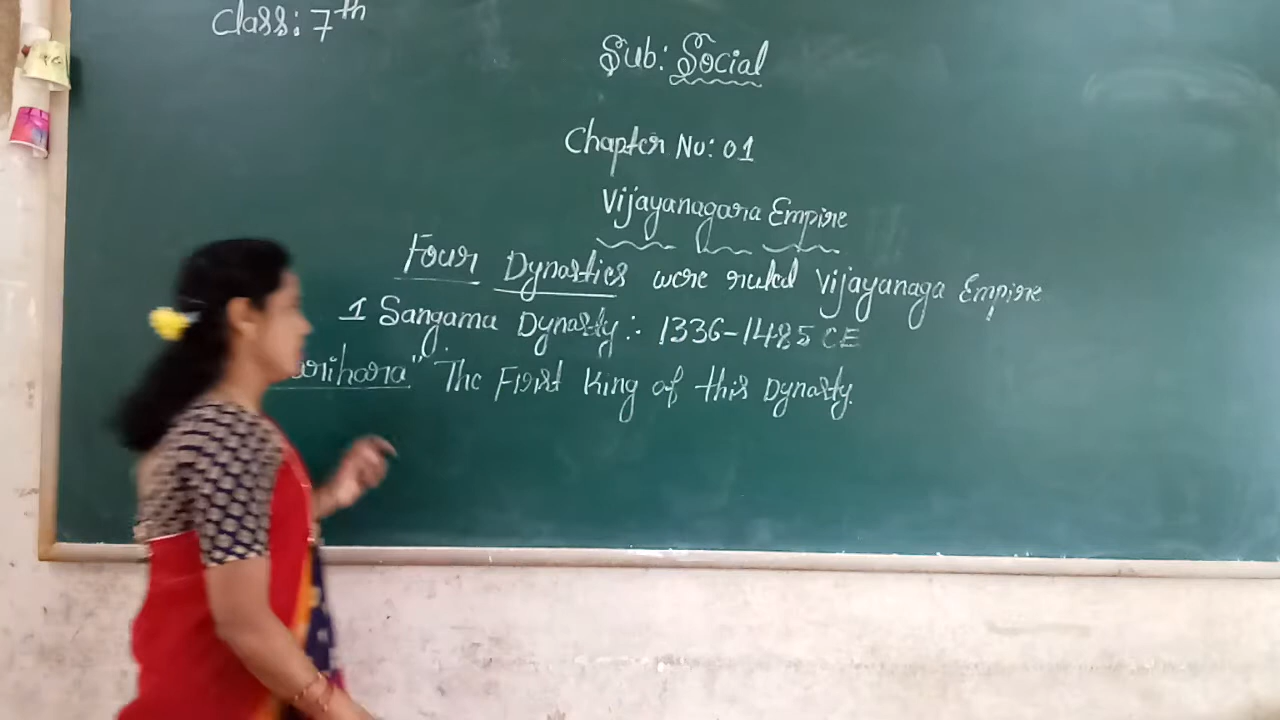 Class: 7th
Sub: Social
Chapter No: 01
Vijayanagara Empire
Four Dynasties were ruled Vijayanaga Empire
1 Sangama Dynasty:- 1336-1485 CE
arihara" The First King of this Dynasty.